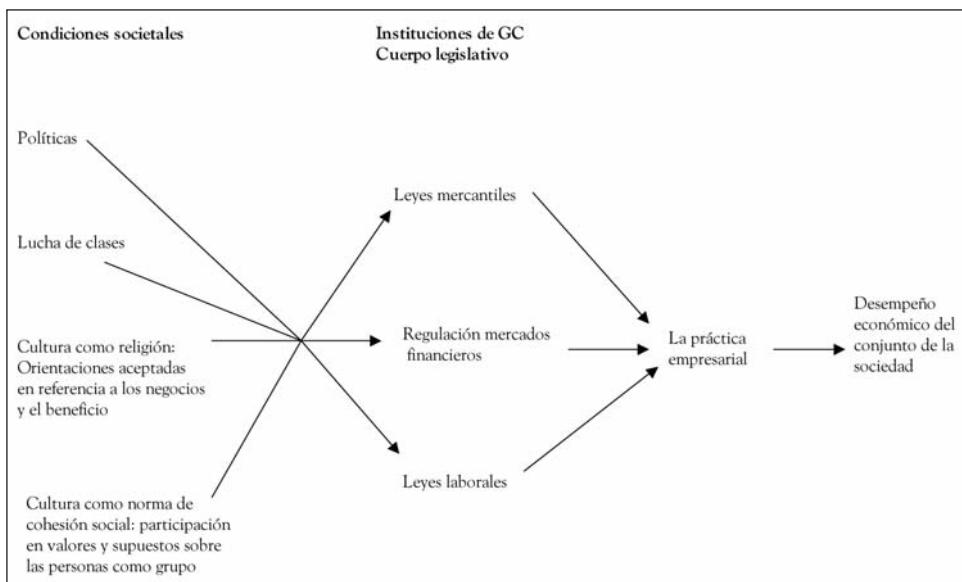 Condiciones societales
Instituciones de GC
Cuerpo legislativo
Políticas
Lucha de clases
Cultura como religión:
Orientaciones aceptadas
en referencia a los negocios
y el beneficio
Cultura como norma de
cohesión social: participación
en valores y supuestos sobre
las personas como grupo
Leyes mercantiles
Regulación mercados
financieros
Leyes laborales
La práctica
empresarial
Desempeño
económico del
conjunto de la
sociedad